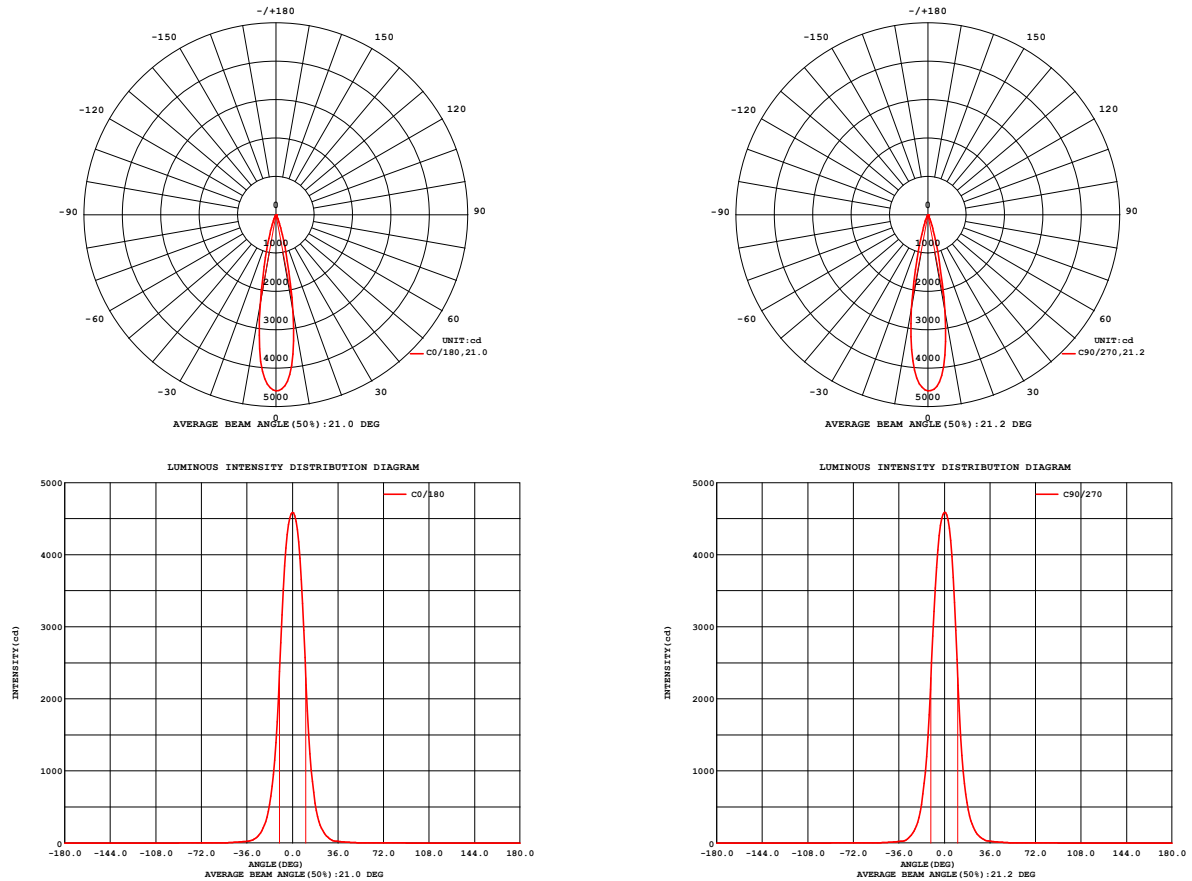 -/+180
-150 150
-120 120
-90 0 90
1000
2000
-60 3000 60
UNIT:cd
C0/180,21.0
4000
-30 30
5000
0
AVERAGE BEAM ANGLE(50%):21.0 DEG
-/+180
-150 150
-120 120
-90 0 90
1000
2000
-60 3000 60
UNIT:cd
C90/270,21.2
4000
-30 30
5000
0
AVERAGE BEAM ANGLE(50%):21.2 DEG
LUMINOUS INTENSITY DISTRIBUTION DIAGRAM
5000
C0/180
4000
3000
INTENSITY(cd)
2000
1000
0
-180.0 -144.0 -108.0 -72.0 -36.0 0.0 36.0 72.0 108.0 144.0 180.0
ANGLE(DEG)
AVERAGE BEAM ANGLE(50%):21.0 DEG
LUMINOUS INTENSITY DISTRIBUTION DIAGRAM
5000
C90/270
4000
3000
INTENSITY(cd)
2000
1000
0
-180.0 -144.0 -108.0 -72.0 -36.0 0.0 36.0 72.0 108.0 144.0 180.0
ANGLE(DEG)
AVERAGE BEAM ANGLE(50%):21.2 DEG